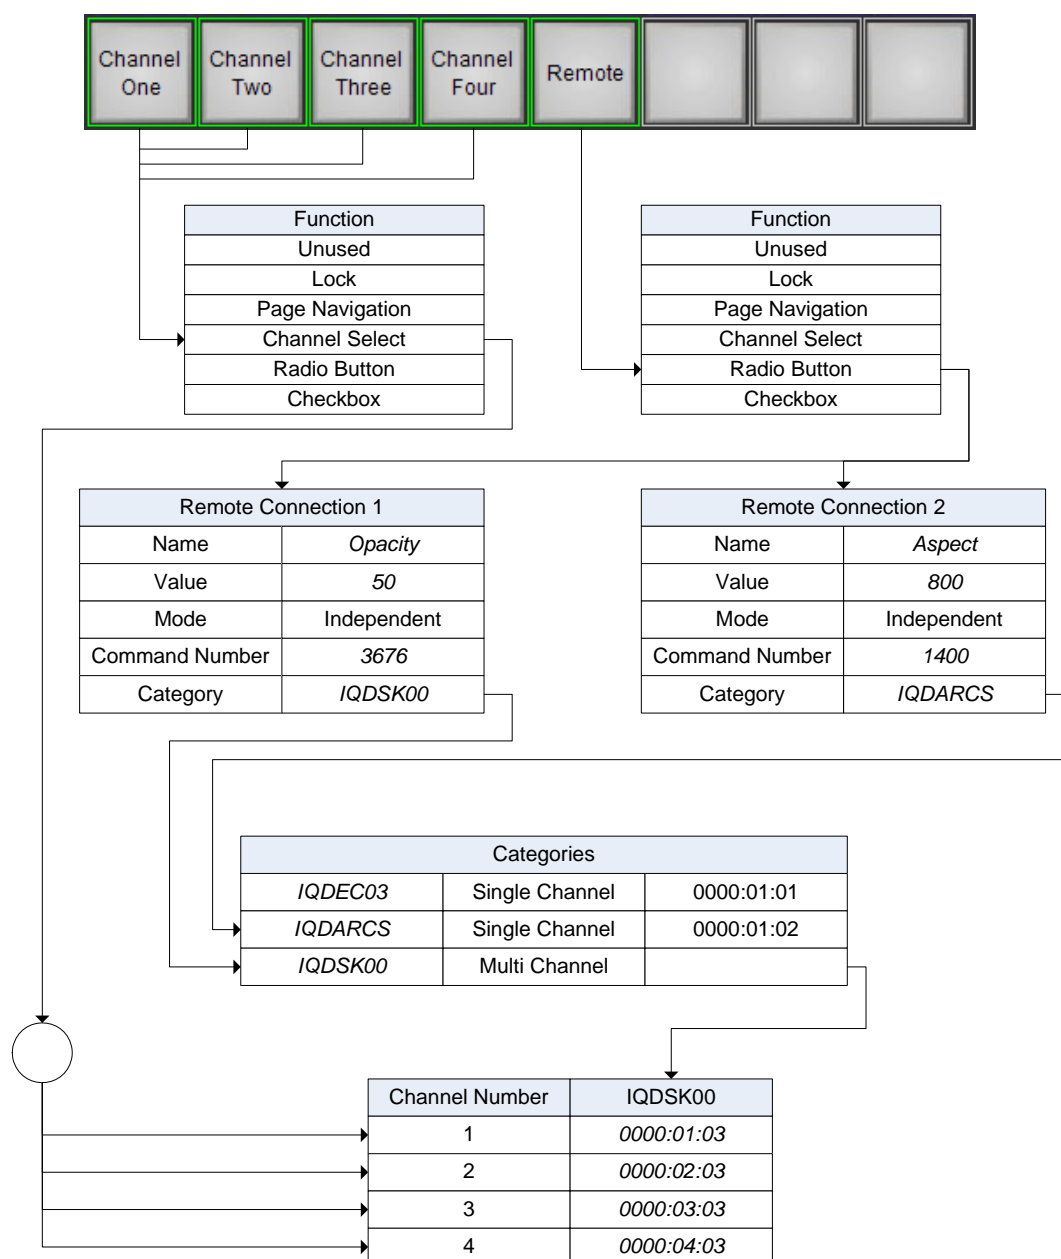 Channel One
Channel Two
Channel Three
Channel Four
Remote
Function
Unused
Lock
Page Navigation
Channel Select
Radio Button
Checkbox
Function
Unused
Lock
Page Navigation
Channel Select
Radio Button
Checkbox
Remote Connection 1
Name Opacity
Value 50
Mode Independent
Command Number 3676
Category IQDSK00
Remote Connection 2
Name Aspect
Value 800
Mode Independent
Command Number 1400
Category IQDARCS
Categories
IQDEC03 Single Channel 0000:01:01
IQDARCS Single Channel 0000:01:02
IQDSK00 Multi Channel
Channel Number IQDSK00
1 0000:01:03
2 0000:02:03
3 0000:03:03
4 0000:04:03